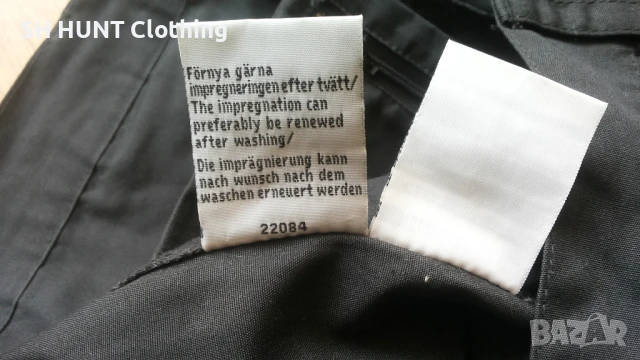 HUNT Clothing
Förnya gärna
impregneringen efter tvätt/
The impregnation can
preferably be renewed
after washing/
Die imprägnierung kann
nach wunsch nach dem
waschen erneuert werden
22084
BAZAR